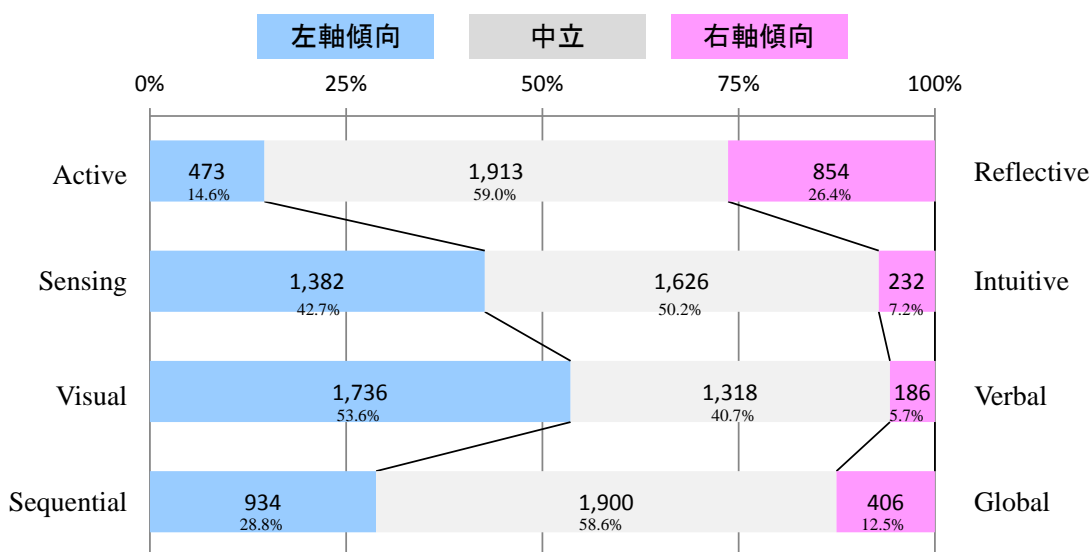 左軸傾向 中立 右軸傾向
0% 25% 50% 75% 100%
Active 473 1,913 854 Reflective
14.6% 59.0% 26.4%
Sensing 1,382 1,626 232 Intuitive
42.7% 50.2% 7.2%
Visual 1,736 1,318 186 Verbal
53.6% 40.7% 5.7%
Sequential 934 1,900 406 Global
28.8% 58.6% 12.5%